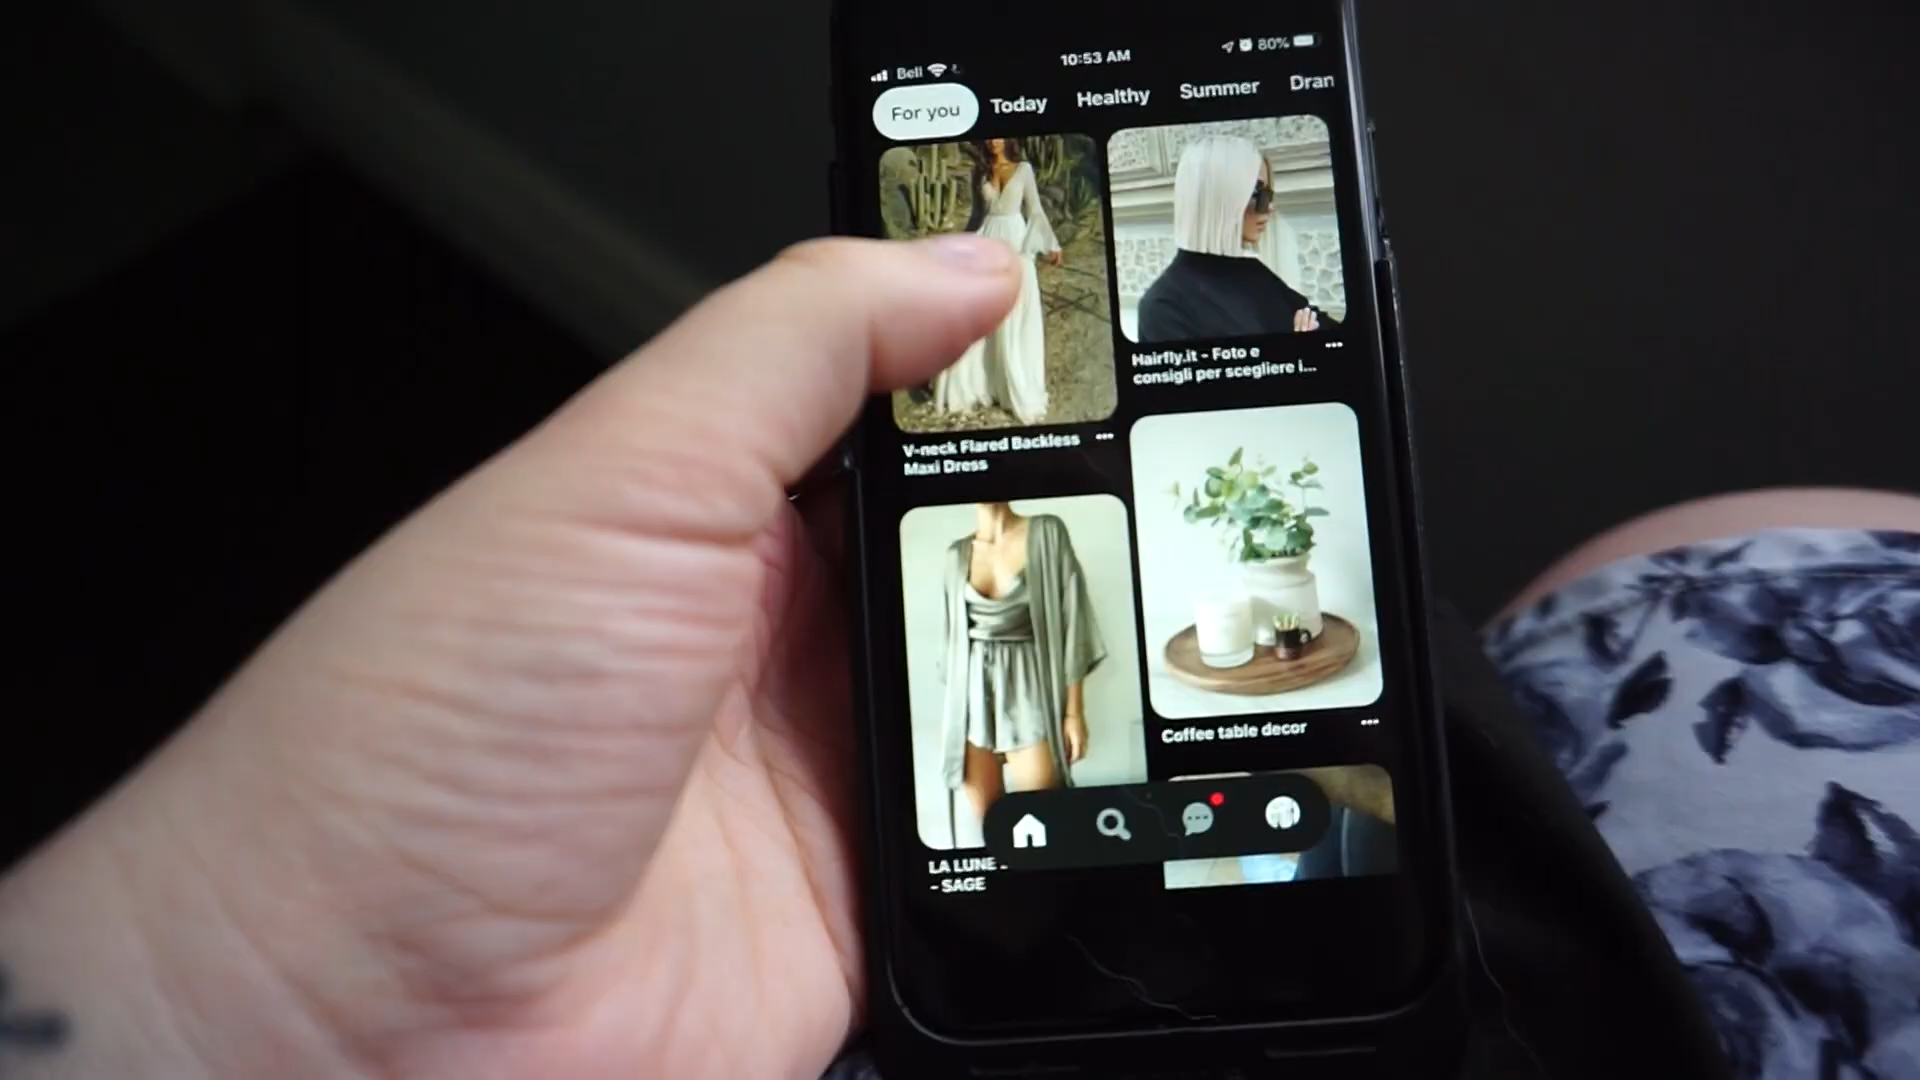 Bell
10:53 AM
80%
For you
Today
Healthy
Summer
Dran
V-neck Flared Backless
Maxi Dress
Hairfly.it - Foto e
consigli per scegliere i...
LA LUNE -
- SAGE
Coffee table decor